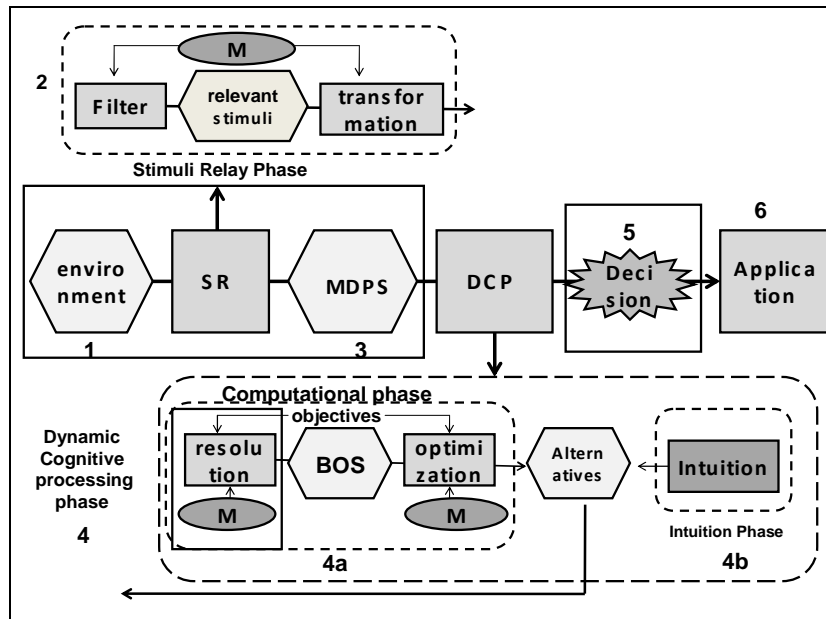 M
2
Filter
relevant
stimuli
transfor
mation
Stimuli Relay Phase
enviro
nment
1
SR
MDPS
3
DCP
5
Deci
sion
6
Applica
tion
Computational phase
objectives
resolu
tion
BOS
optimi
zation
M
M
Altern
atives
Intuition
Intuition Phase
Dynamic
Cognitive
processing
phase
4
4a
4b